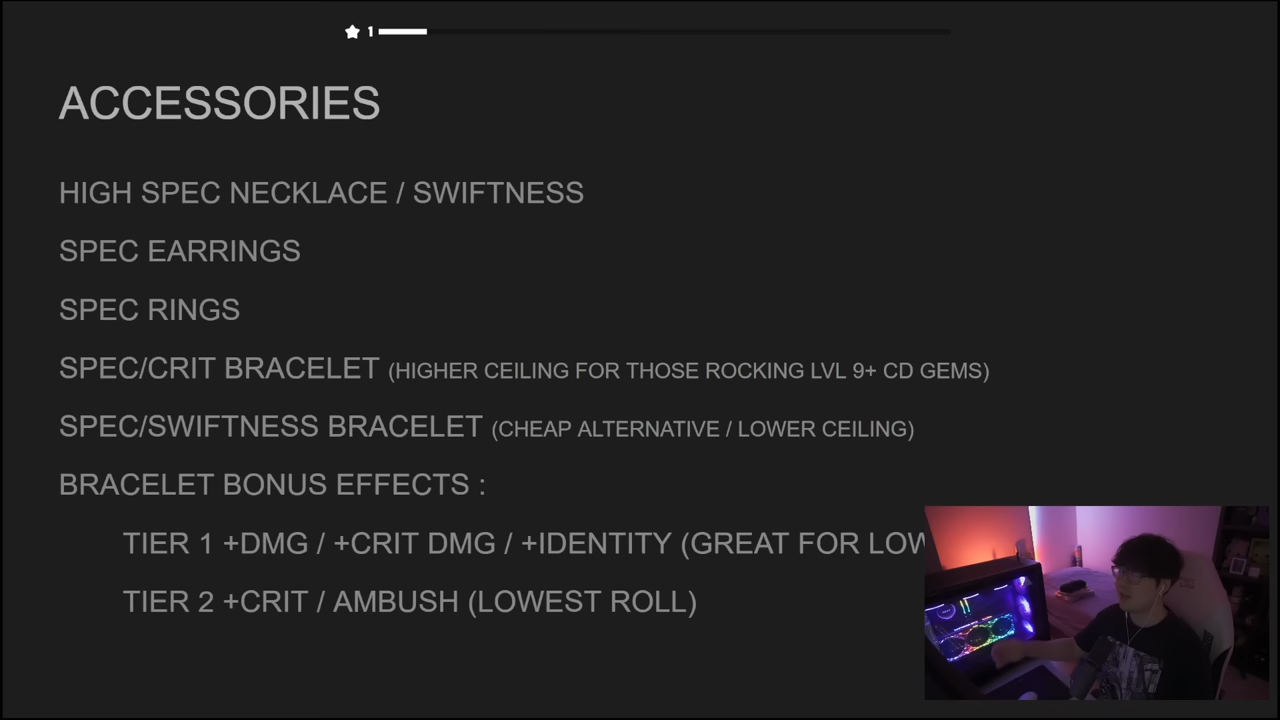 1
ACCESSORIES
HIGH SPEC NECKLACE / SWIFTNESS
SPEC EARRINGS
SPEC RINGS
SPEC/CRIT BRACELET (HIGHER CEILING FOR THOSE ROCKING LVL 9+ CD GEMS)
SPEC/SWIFTNESS BRACELET (CHEAP ALTERNATIVE / LOWER CEILING)
BRACELET BONUS EFFECTS :
TIER 1 +DMG / +CRIT DMG / +IDENTITY (GREAT FOR LOW
TIER 2 +CRIT / AMBUSH (LOWEST ROLL)